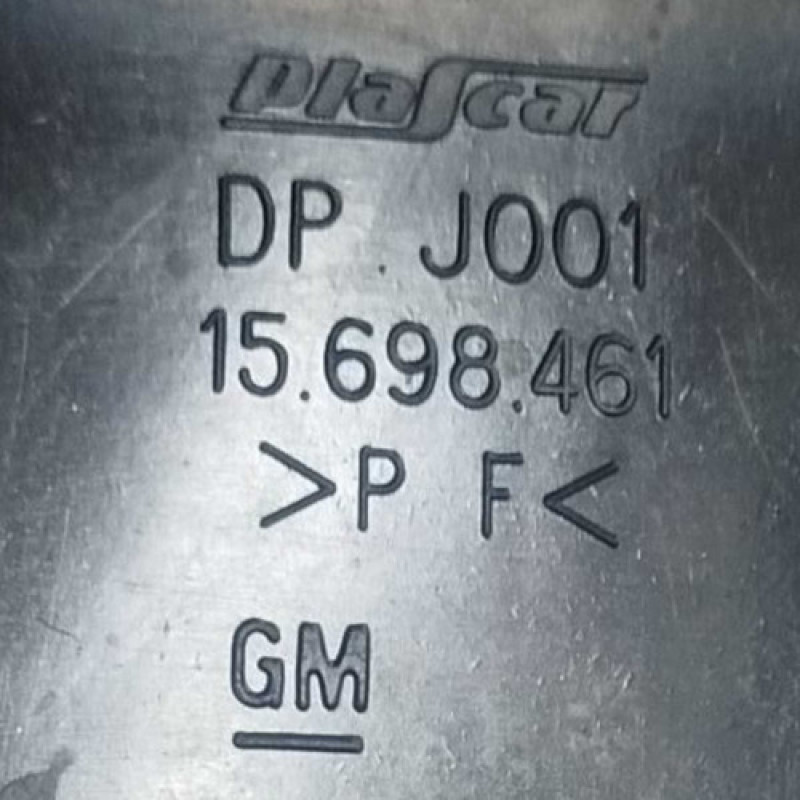 plascar
DP J001
15.698.461
>P F<
GM